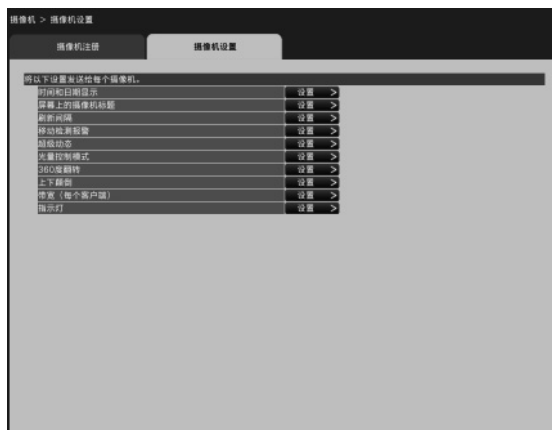 摄像机 > 摄像机设置
摄像机注册 摄像机设置
将以下设置发送给每个摄像机。
时间和日期显示 设置 >
屏幕上的摄像机标题 设置 >
刷新间隔 设置 >
移动检测报警 设置 >
超级动态 设置 >
光量控制模式 设置 >
360度翻转 设置 >
上下颠倒 设置 >
带宽（每个客户端） 设置 >
指示灯 设置 >